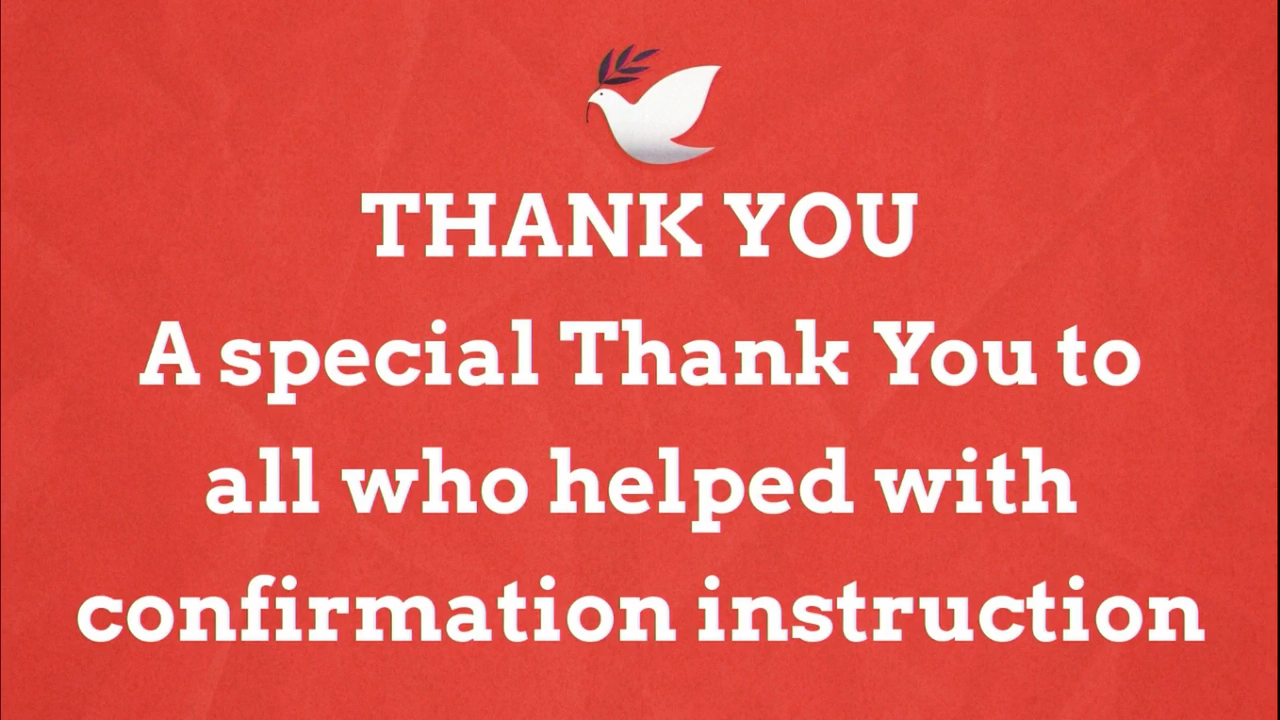 THANK YOU
A special Thank You to
all who helped with
confirmation instruction